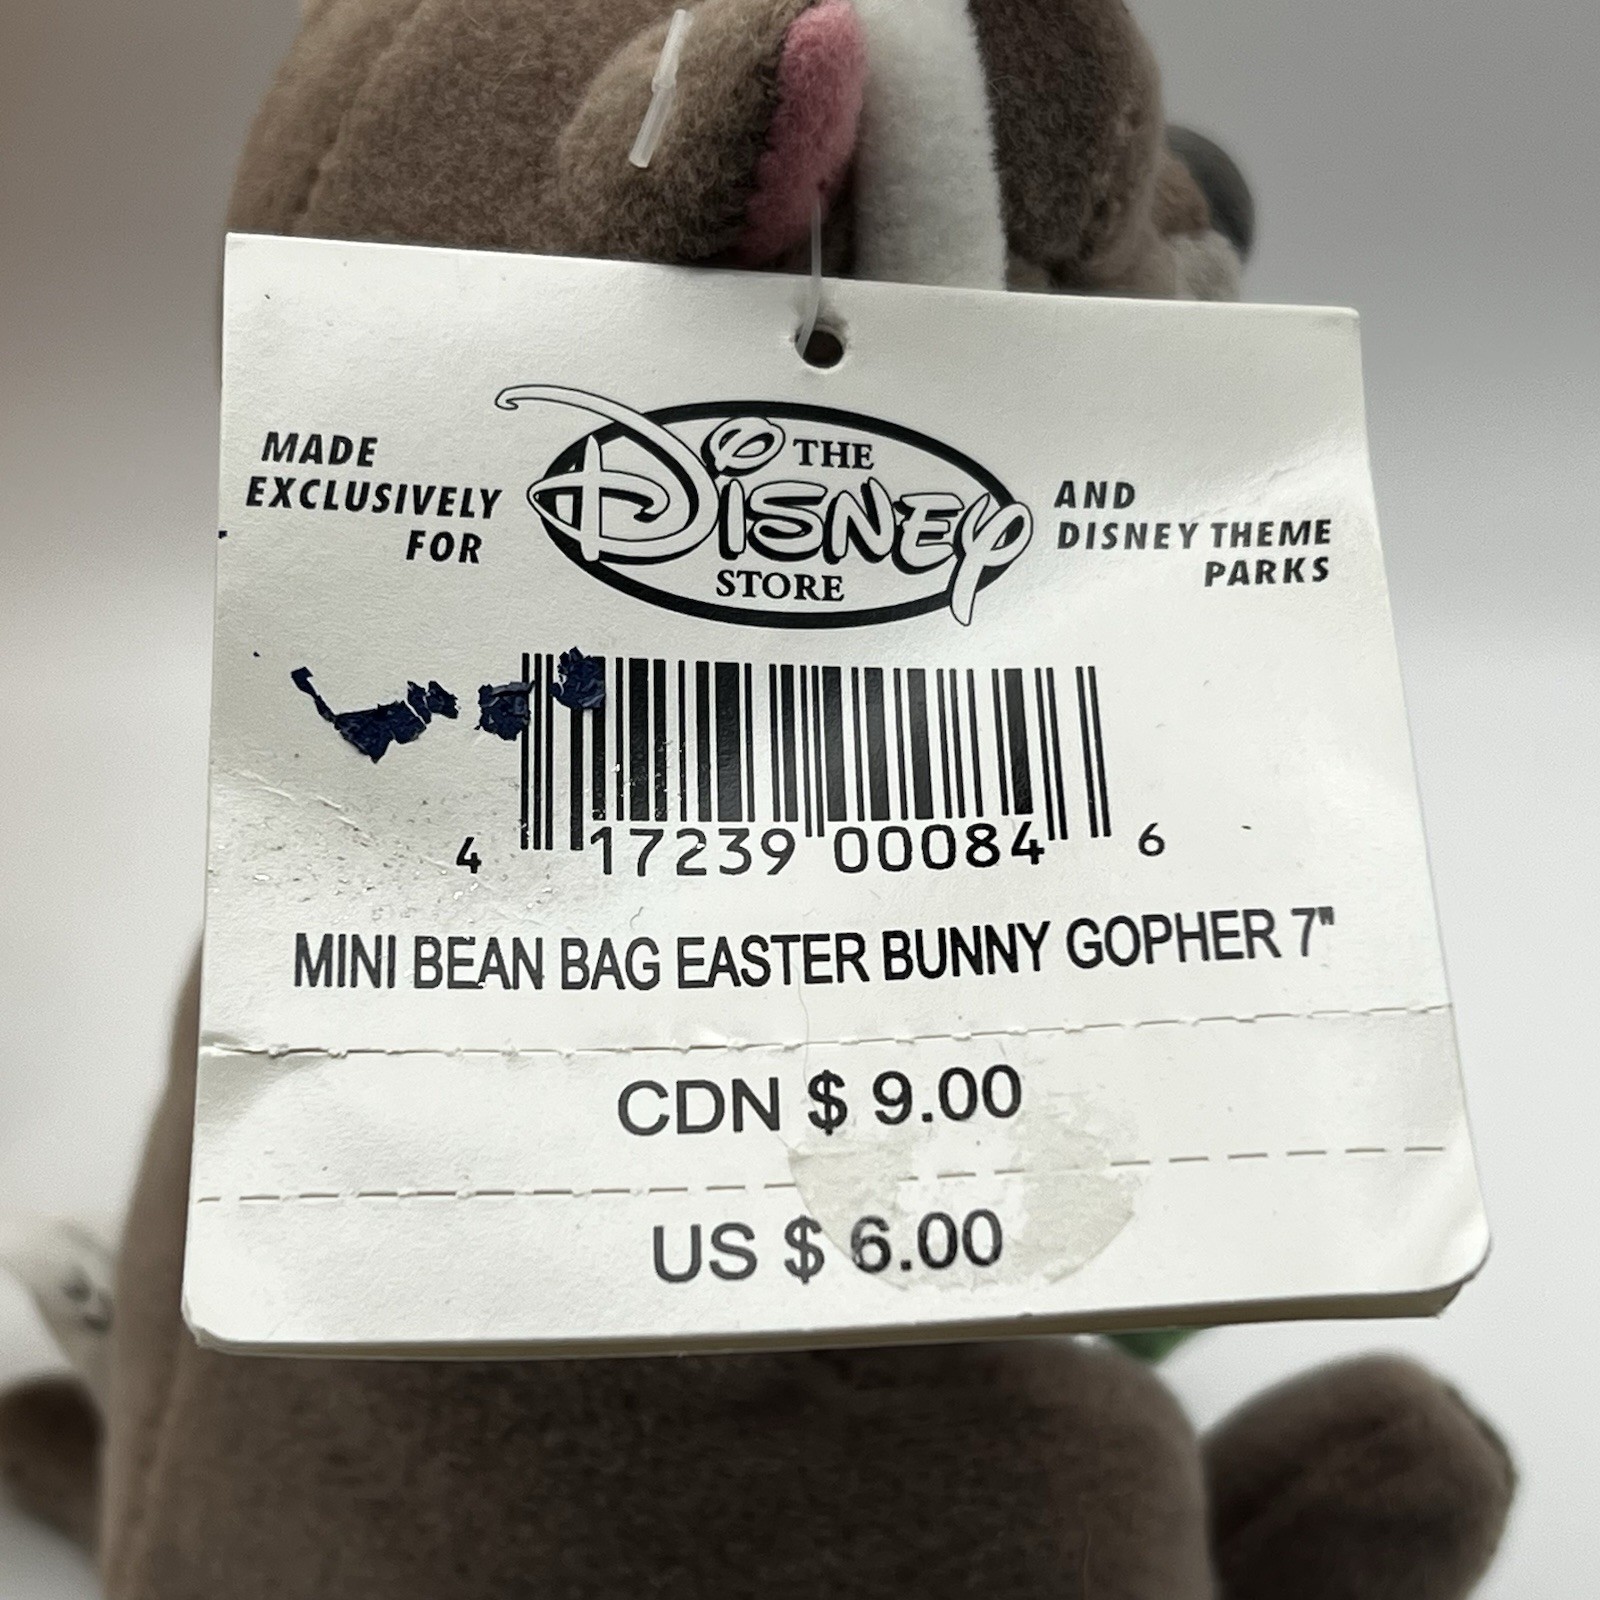 MADE
EXCLUSIVELY
FOR
THE
DISNEY
STORE
AND
DISNEY THEME
PARKS
4 17239 00084 6
MINI BEAN BAG EASTER BUNNY GOPHER 7"
CDN $ 9.00
US $ 6.00